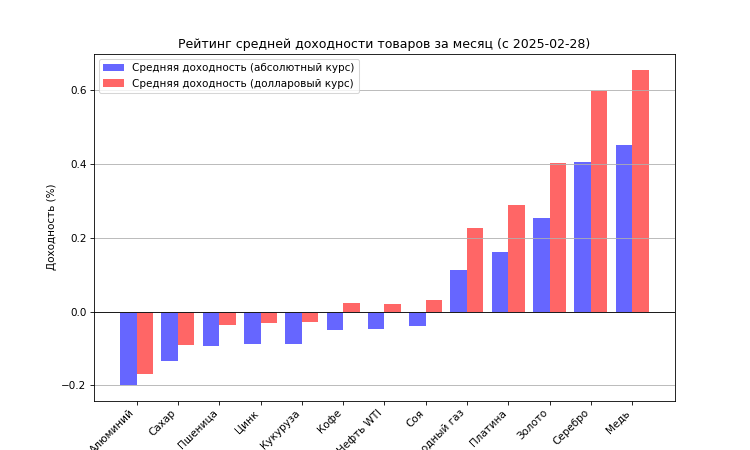 Рейтинг средней доходности товаров за месяц (с 2025-02-28)
Средняя доходность (абсолютный курс)
Средняя доходность (долларовый курс)
Доходность (%)
0.6
0.4
0.2
0.0
−0.2
Алюминий
Сахар
Пшеница
Цинк
Кукуруза
Кофе
Нефть WTI
Соя
газ
Платина
Золото
Серебро
Медь